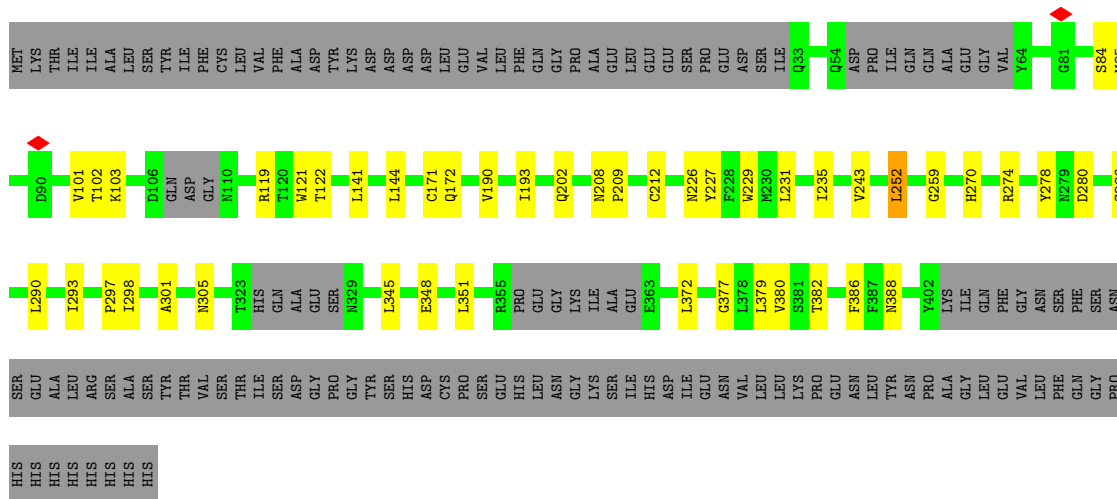 MET LYS THR ILE ILE ALA LEU SER TYR ILE PHE CYS LEU VAL PHE ALA ASP TYR LYS ASP ASP ASP ASP LEU GLU VAL LEU PHE GLN GLY PRO ALA GLU LEU GLU GLU SER PRO GLU ASP SER ILE Q33 Q54 ASP PRO ILE GLN GLN ALA GLU GLY VAL Y64 G81 S84
D90 V101 T102 K103 D106 GLN ASP GLY N110 R119 T120 W121 T122 L141 L144 C171 Q172 V190 I193 Q202 N208 P209 C212 N226 Y227 F228 W229 M230 L231 I235 V243 L252 G259 H270 R274 Y278 N279 D280
L290 I293 P297 I298 A301 N305 T323 HIS GLN ALA GLU SER N329 L345 E348 L351 R355 PRO GLU GLY LYS ILE ALA GLU E363 L372 G377 L378 L379 V380 S381 T382 F386 F387 N388 Y402 LYS ILE GLN PHE GLY ASN SER PHE SER ASN
SER GLU ALA LEU ARG SER ALA SER TYR THR VAL SER THR ILE SER ASP GLY PRO GLY TYR SER HIS ASP CYS PRO SER GLU HIS LEU ASN GLY LYS SER ILE HIS ASP ILE GLU ASN VAL LEU LEU LYS PRO GLU ASN LEU TYR ASN PRO ALA GLY LEU GLU VAL LEU PHE GLN GLY PRO
HIS HIS HIS HIS HIS HIS HIS HIS